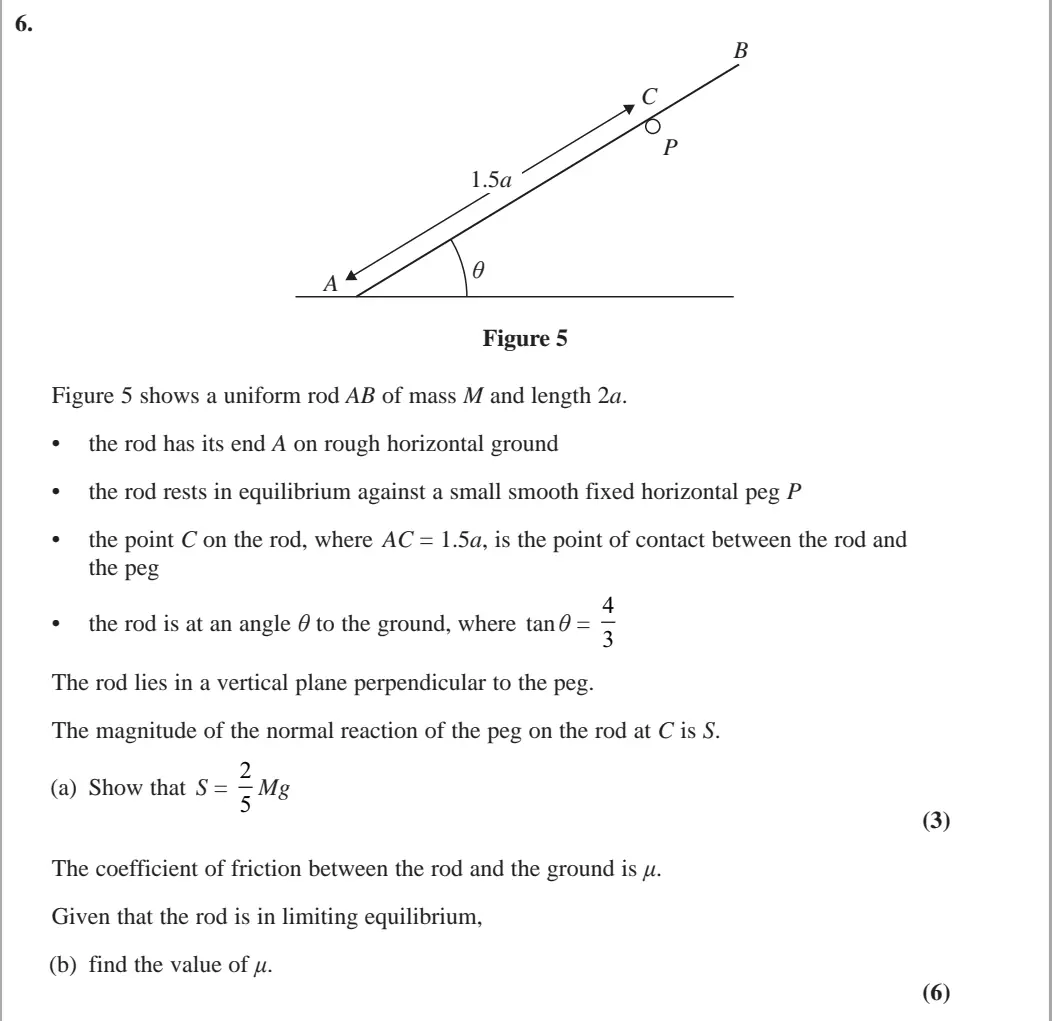 6.
B
C
P
1.5a
A
θ
Figure 5
Figure 5 shows a uniform rod AB of mass M and length 2a.
• the rod has its end A on rough horizontal ground
• the rod rests in equilibrium against a small smooth fixed horizontal peg P
• the point C on the rod, where AC = 1.5a, is the point of contact between the rod and
the peg
• the rod is at an angle θ to the ground, where tan θ = 4/3
The rod lies in a vertical plane perpendicular to the peg.
The magnitude of the normal reaction of the peg on the rod at C is S.
(a) Show that S = 2/5 Mg
(3)
The coefficient of friction between the rod and the ground is μ.
Given that the rod is in limiting equilibrium,
(b) find the value of μ.
(6)